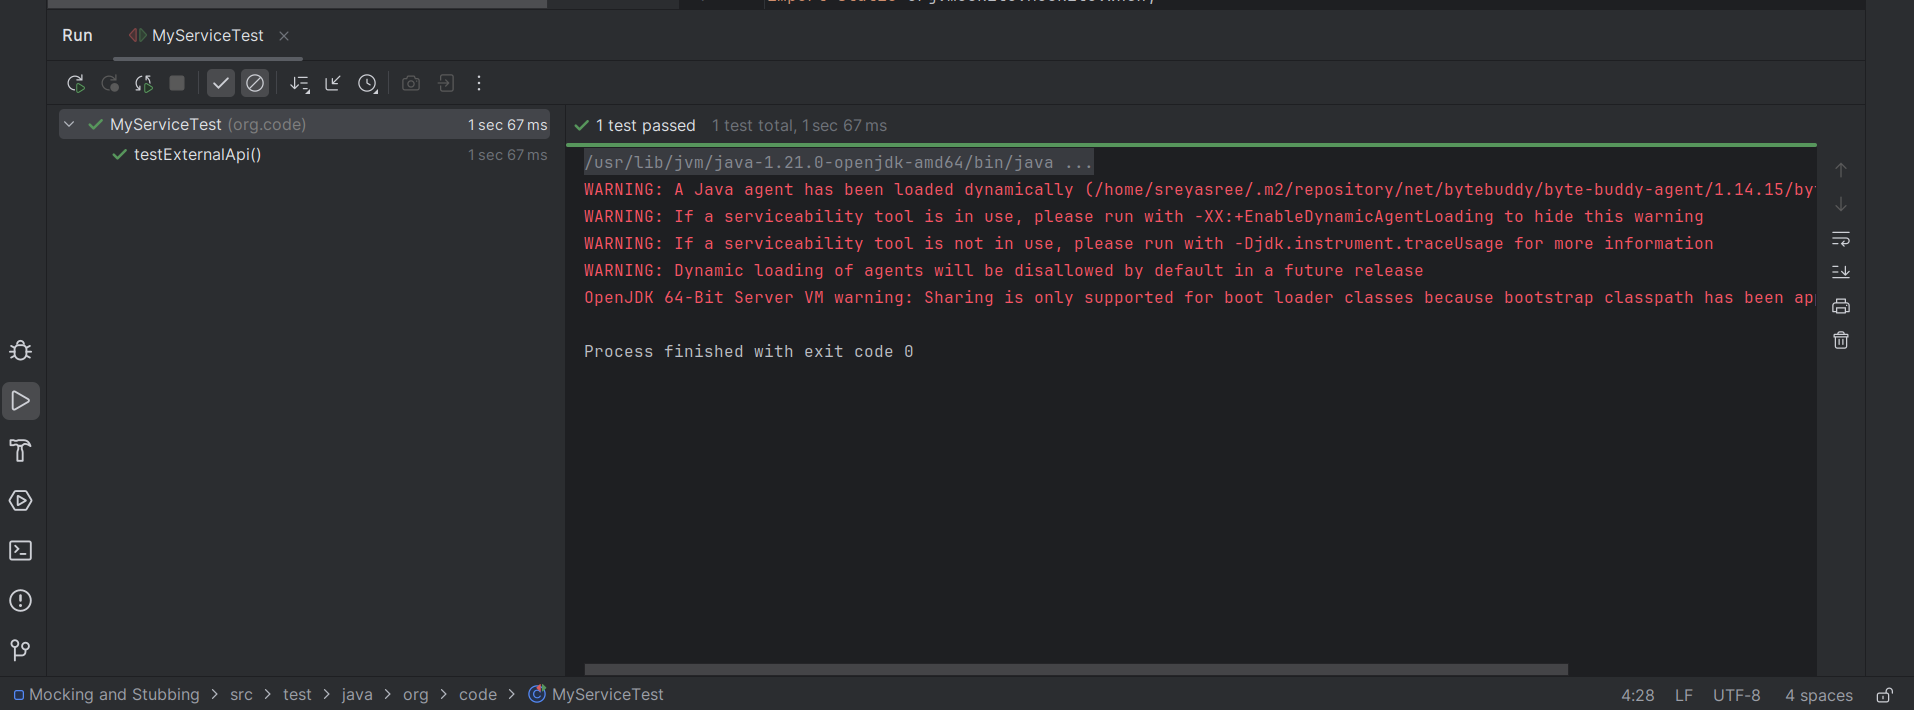 Run MyServiceTest
MyServiceTest (org.code) 1 sec 67 ms
testExternalApi() 1 sec 67 ms
1 test passed 1 test total, 1 sec 67 ms
/usr/lib/jvm/java-1.21.0-openjdk-amd64/bin/java ...
WARNING: A Java agent has been loaded dynamically (/home/sreyasree/.m2/repository/net/bytebuddy/byte-buddy-agent/1.14.15/by
WARNING: If a serviceability tool is in use, please run with -XX:+EnableDynamicAgentLoading to hide this warning
WARNING: If a serviceability tool is not in use, please run with -Djdk.instrument.traceUsage for more information
WARNING: Dynamic loading of agents will be disallowed by default in a future release
OpenJDK 64-Bit Server VM warning: Sharing is only supported for boot loader classes because bootstrap classpath has been ap
Process finished with exit code 0
Mocking and Stubbing > src > test > java > org > code > MyServiceTest
4:28 LF UTF-8 4 spaces